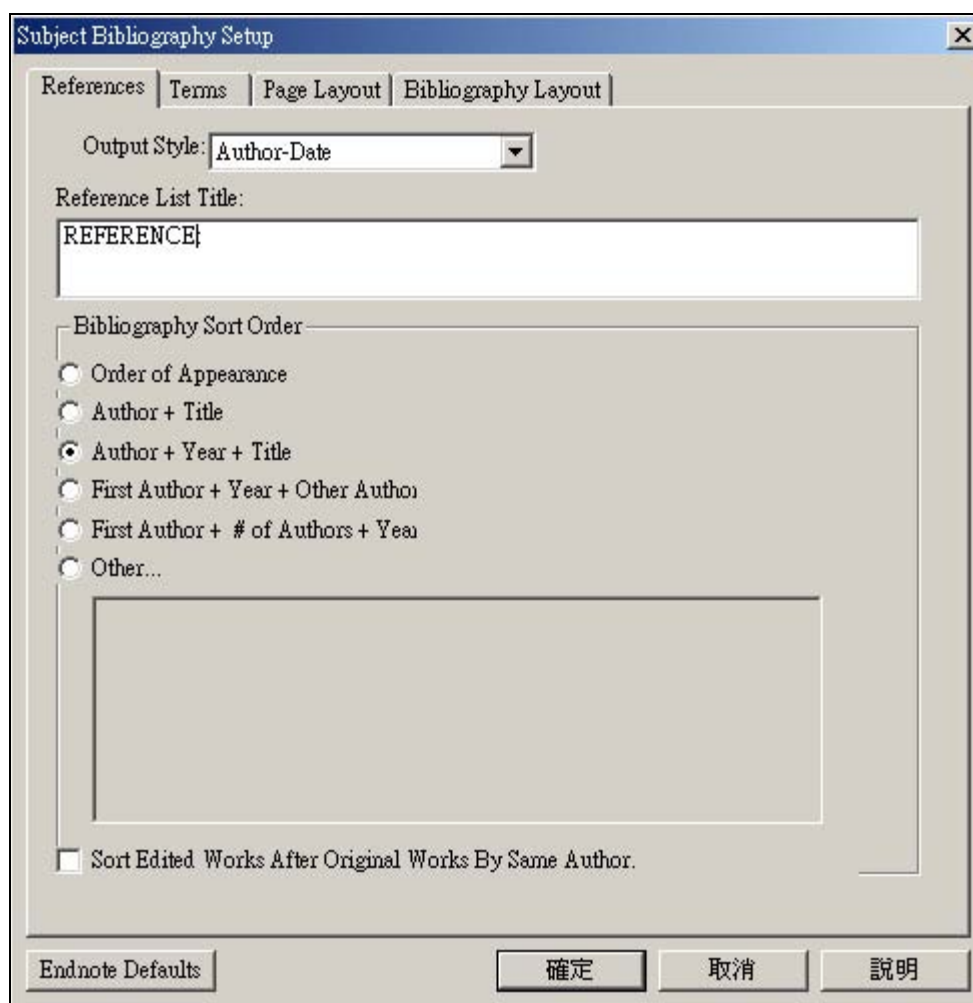 Subject Bibliography Setup
References Terms Page Layout Bibliography Layout
Output Style: Author-Date
Reference List Title:
REFERENCE
Bibliography Sort Order
Order of Appearance
Author + Title
Author + Year + Title
First Author + Year + Other Author
First Author + # of Authors + Year
Other...
Sort Edited Works After Original Works By Same Author.
Endnote Defaults 確定 取消 說明